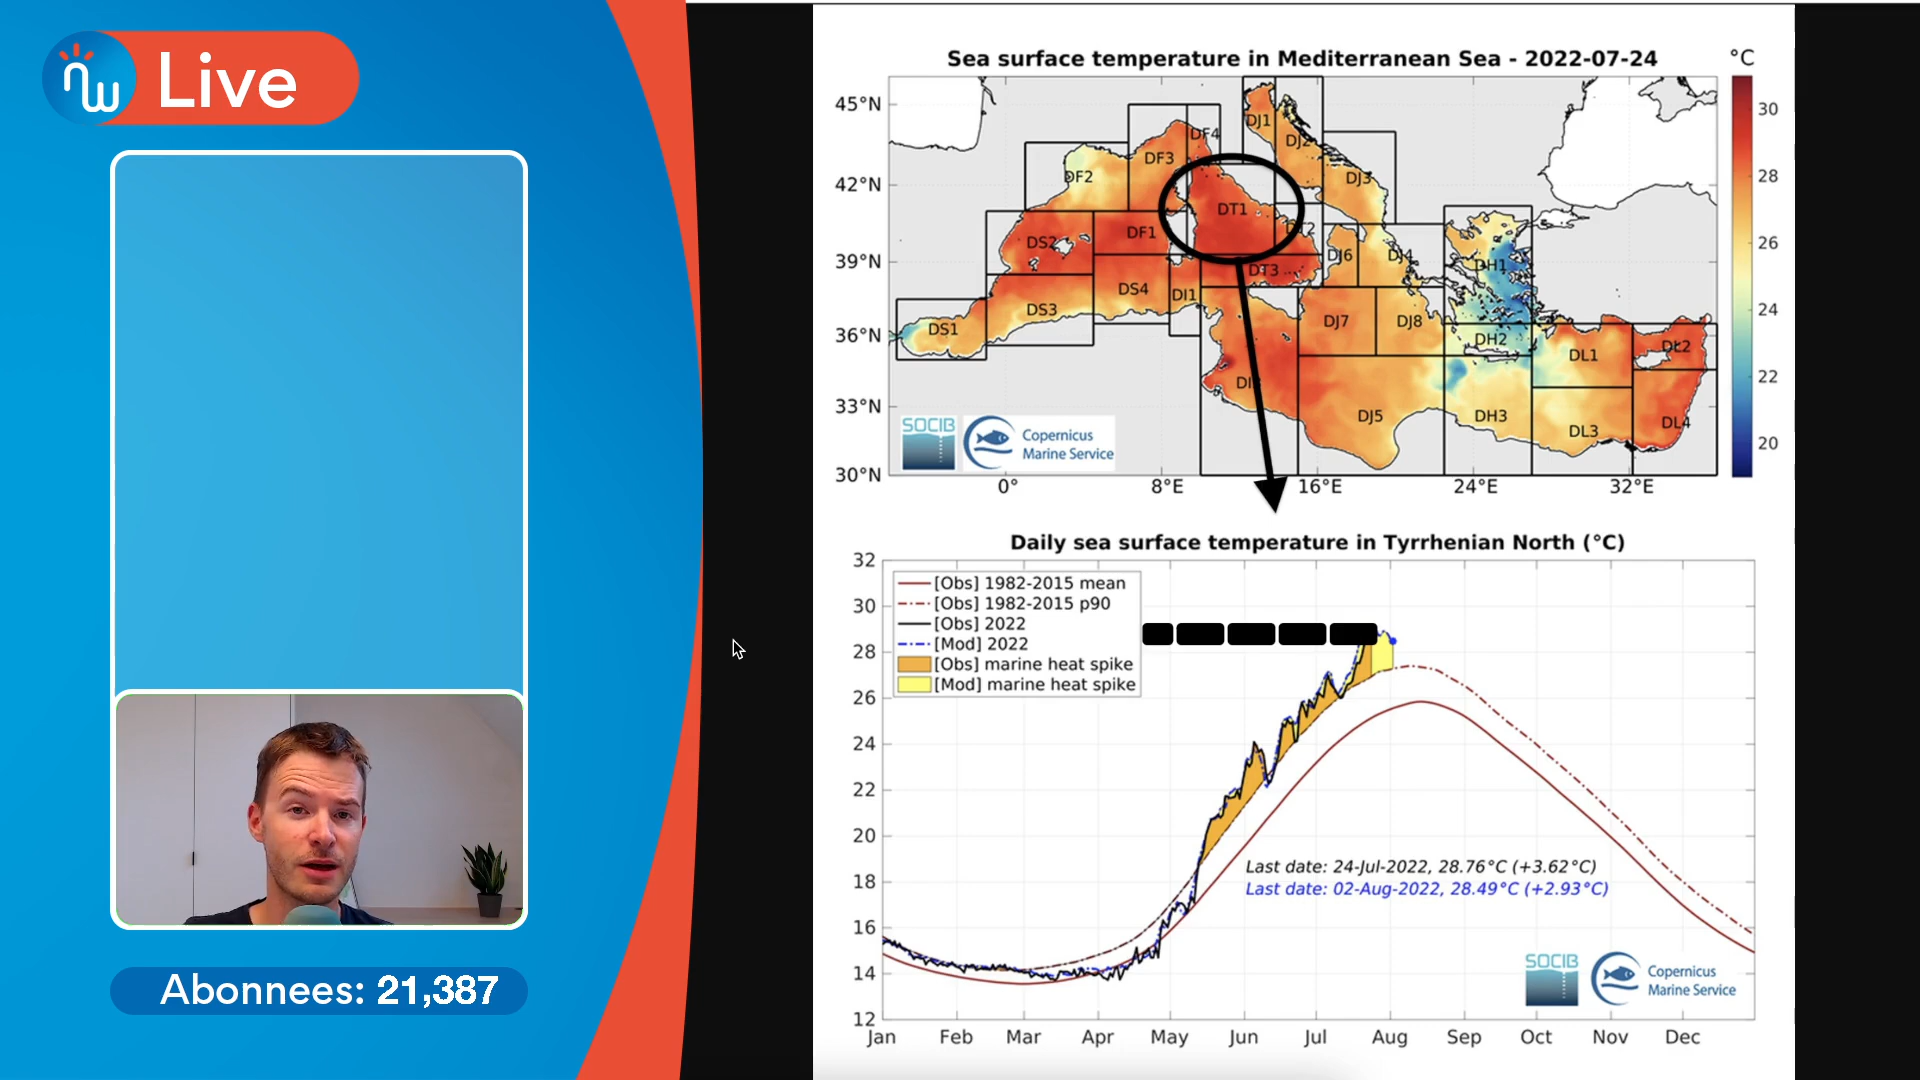 nw Live
Abonnees: 21,387
Sea surface temperature in Mediterranean Sea - 2022-07-24
°C
45°N
42°N
39°N
36°N
33°N
30°N
0°
8°E
16°E
24°E
32°E
30
28
26
24
22
20
DJ1
DF4
DJ2
DF3
DF2
DJ3
DT1
DF1
DS2
DJ6
DJ4
DH1
DT3
DS4
DI1
DS3
DS1
DJ7
DJ8
DH2
DL1
DL2
DJ5
DH3
DL3
DL4
SOCIB
Copernicus
Marine Service
Daily sea surface temperature in Tyrrhenian North (°C)
32
30
28
26
24
22
20
18
16
14
12
[Obs] 1982-2015 mean
[Obs] 1982-2015 p90
[Obs] 2022
[Mod] 2022
[Obs] marine heat spike
[Mod] marine heat spike
Last date: 24-Jul-2022, 28.76°C (+3.62°C)
Last date: 02-Aug-2022, 28.49°C (+2.93°C)
SOCIB
Copernicus
Marine Service
Jan Feb Mar Apr May Jun Jul Aug Sep Oct Nov Dec